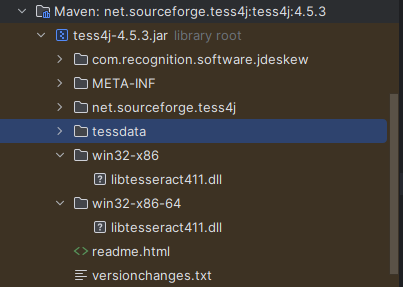 Maven: net.sourceforge.tess4j:tess4j:4.5.3
tess4j-4.5.3.jar library root
com.recognition.software.jdeskew
META-INF
net.sourceforge.tess4j
tessdata
win32-x86
libtesseract411.dll
win32-x86-64
libtesseract411.dll
readme.html
versionchanges.txt